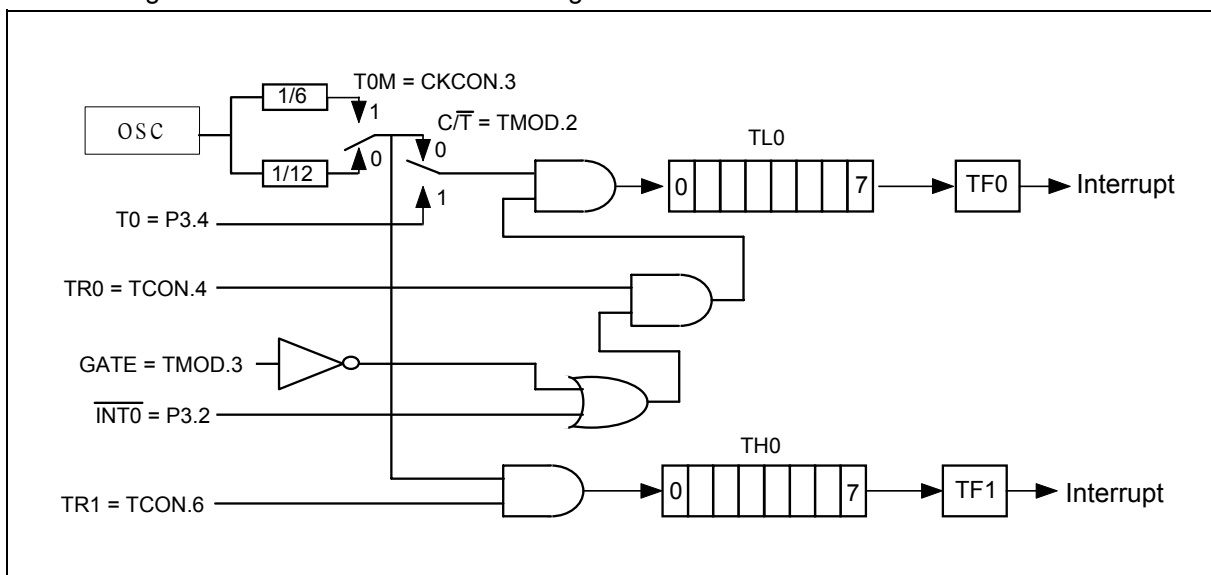 T0M = CKCON.3
1/6
1
OSC
C/T̅ = TMOD.2
0
0
1/12
1
T0 = P3.4
TL0
0
7
TF0
Interrupt
TR0 = TCON.4
GATE = TMOD.3
I̅N̅T̅0̅ = P3.2
TH0
0
7
TF1
Interrupt
TR1 = TCON.6